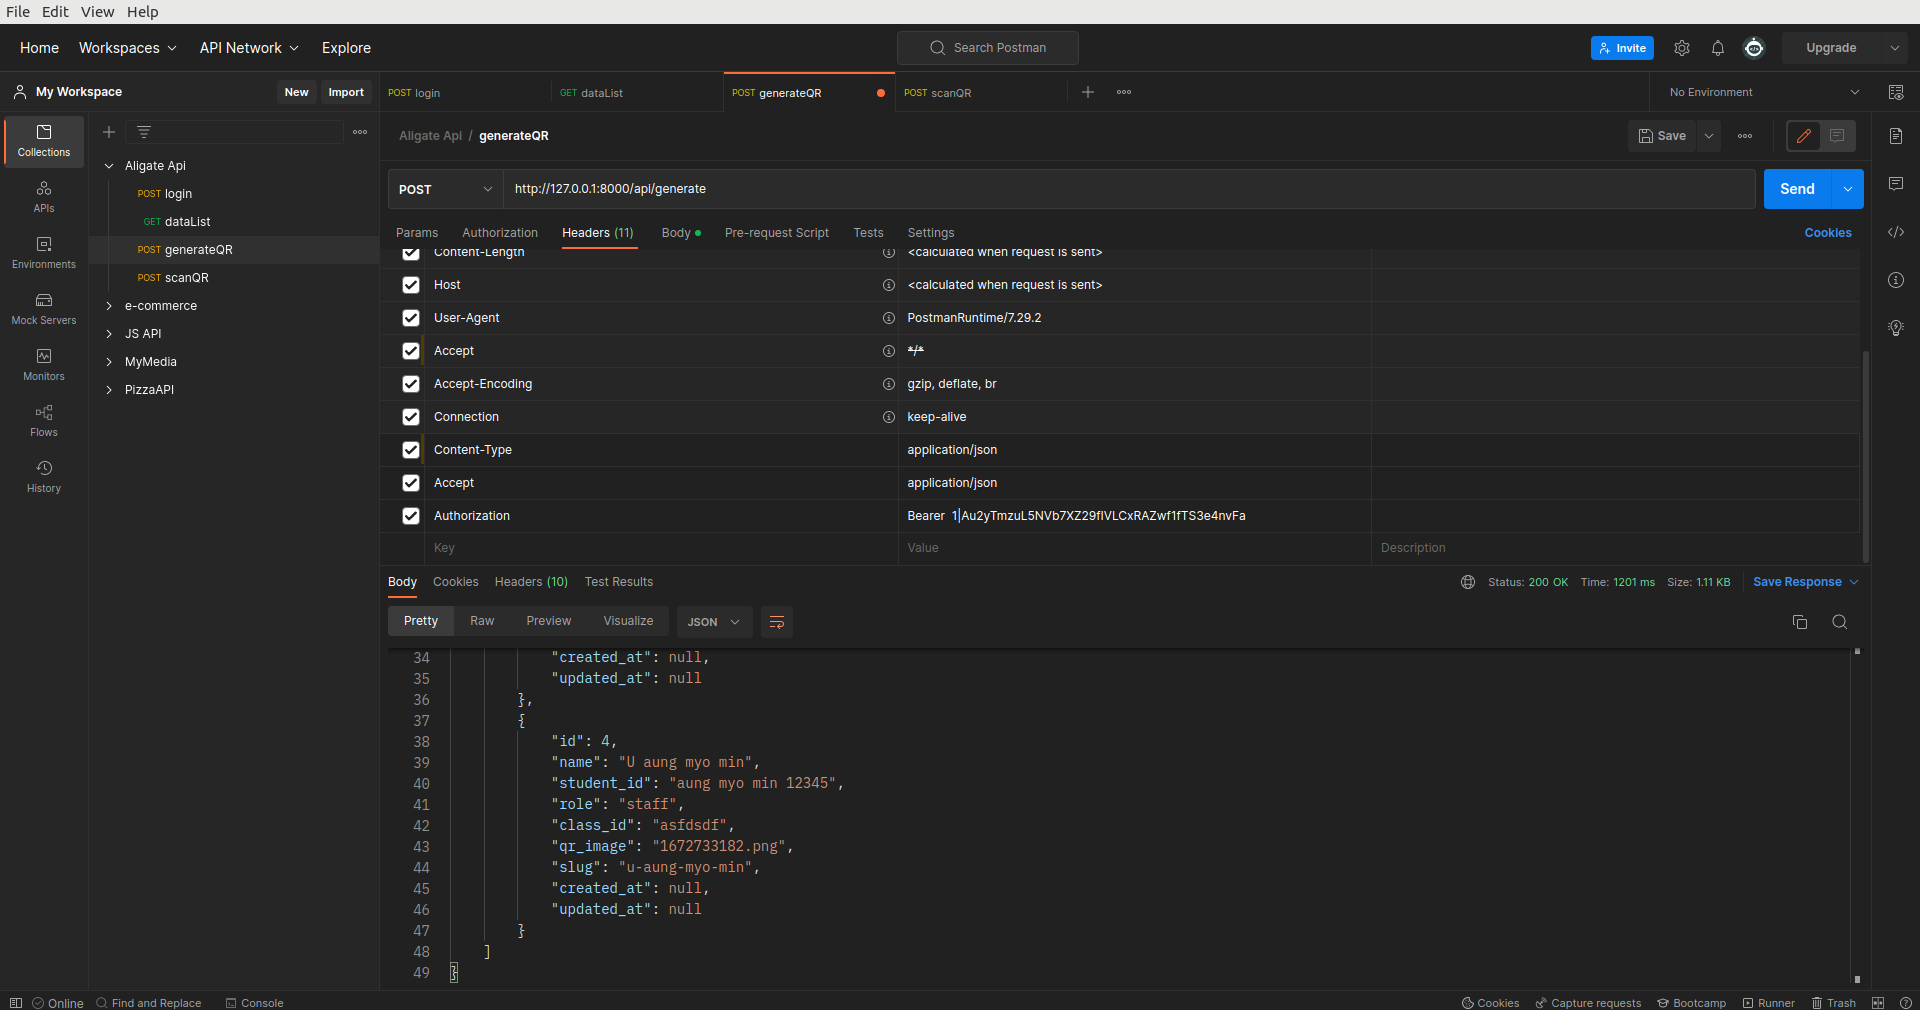 File Edit View Help
Home Workspaces API Network Explore Search Postman Invite Upgrade
My Workspace New Import POST login GET dataList POST generateQR POST scanQR No Environment
Collections
APIs
Environments
Mock Servers
Monitors
Flows
History
Aligate Api
POST login
GET dataList
POST generateQR
POST scanQR
e-commerce
JS API
MyMedia
PizzaAPI
Aligate Api / generateQR Save
POST http://127.0.0.1:8000/api/generate Send
Params Authorization Headers (11) Body Pre-request Script Tests Settings Cookies
Content-Length <calculated when request is sent>
Host <calculated when request is sent>
User-Agent PostmanRuntime/7.29.2
Accept */*
Accept-Encoding gzip, deflate, br
Connection keep-alive
Content-Type application/json
Accept application/json
Authorization Bearer 1|Au2yTmzuL5NVb7XZ29fIVLCxRAZwf1fTS3e4nvFa
Key Value Description
Body Cookies Headers (10) Test Results Status: 200 OK Time: 1201 ms Size: 1.11 KB Save Response
Pretty Raw Preview Visualize JSON
34 "created_at": null,
35 "updated_at": null
36 },
37 {
38 "id": 4,
39 "name": "U aung myo min",
40 "student_id": "aung myo min 12345",
41 "role": "staff",
42 "class_id": "asfdsdf",
43 "qr_image": "1672733182.png",
44 "slug": "u-aung-myo-min",
45 "created_at": null,
46 "updated_at": null
47 }
48 ]
49 }
Online Find and Replace Console Cookies Capture requests Bootcamp Runner Trash